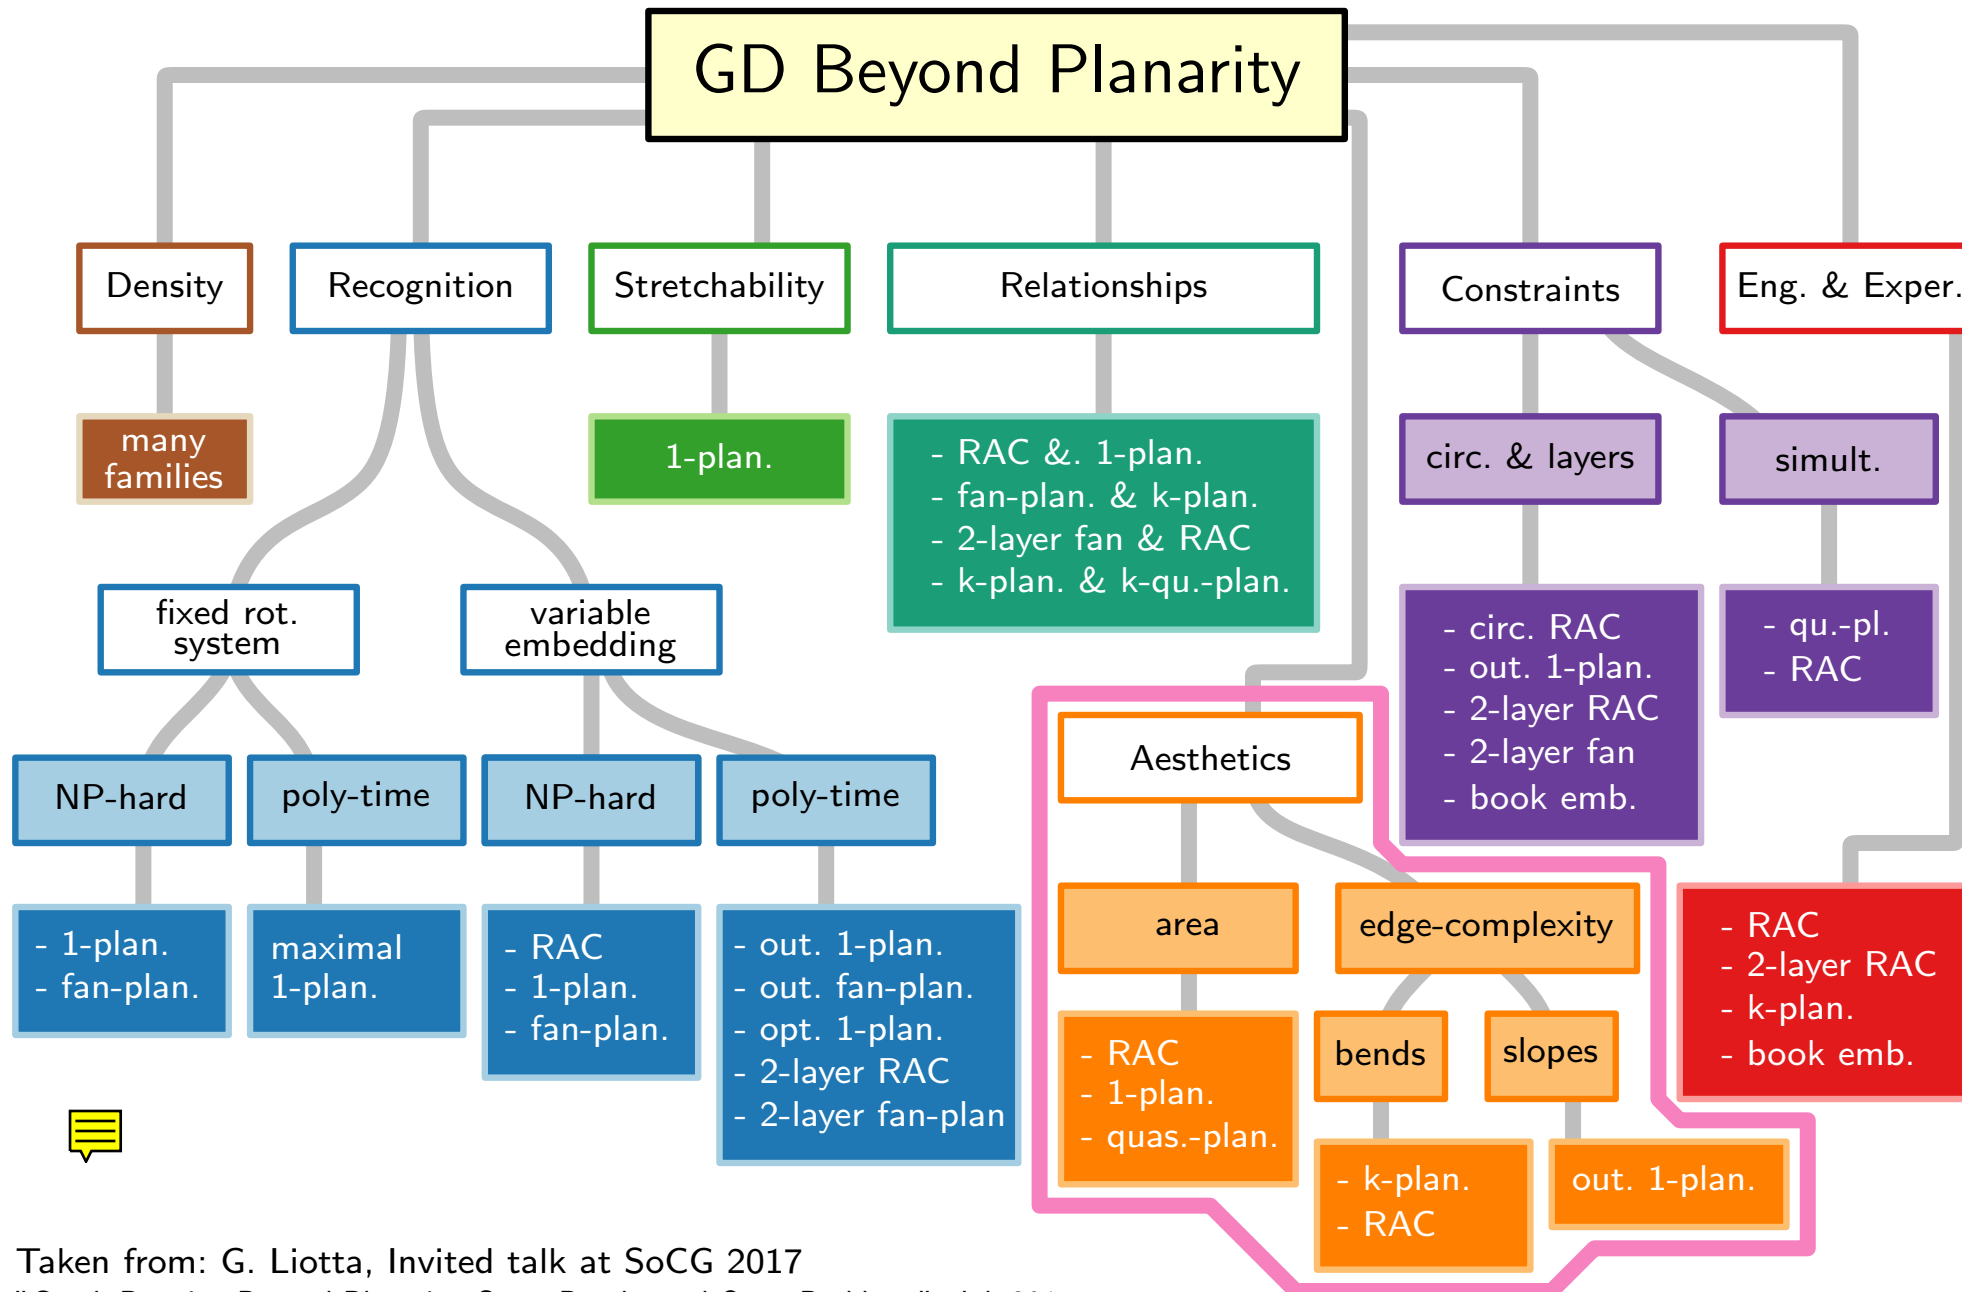 GD Beyond Planarity
Density
Recognition
Stretchability
Relationships
Constraints
Eng. & Exper.
many
families
1-plan.
- RAC &. 1-plan.
- fan-plan. & k-plan.
- 2-layer fan & RAC
- k-plan. & k-qu.-plan.
circ. & layers
simult.
fixed rot.
system
variable
embedding
- circ. RAC
- out. 1-plan.
- 2-layer RAC
- 2-layer fan
- book emb.
- qu.-pl.
- RAC
NP-hard
poly-time
NP-hard
poly-time
Aesthetics
- 1-plan.
- fan-plan.
maximal
1-plan.
- RAC
- 1-plan.
- fan-plan.
- out. 1-plan.
- out. fan-plan.
- opt. 1-plan.
- 2-layer RAC
- 2-layer fan-plan
area
edge-complexity
- RAC
- 1-plan.
- quas.-plan.
bends
slopes
- k-plan.
- RAC
out. 1-plan.
- RAC
- 2-layer RAC
- k-plan.
- book emb.
Taken from: G. Liotta, Invited talk at SoCG 2017